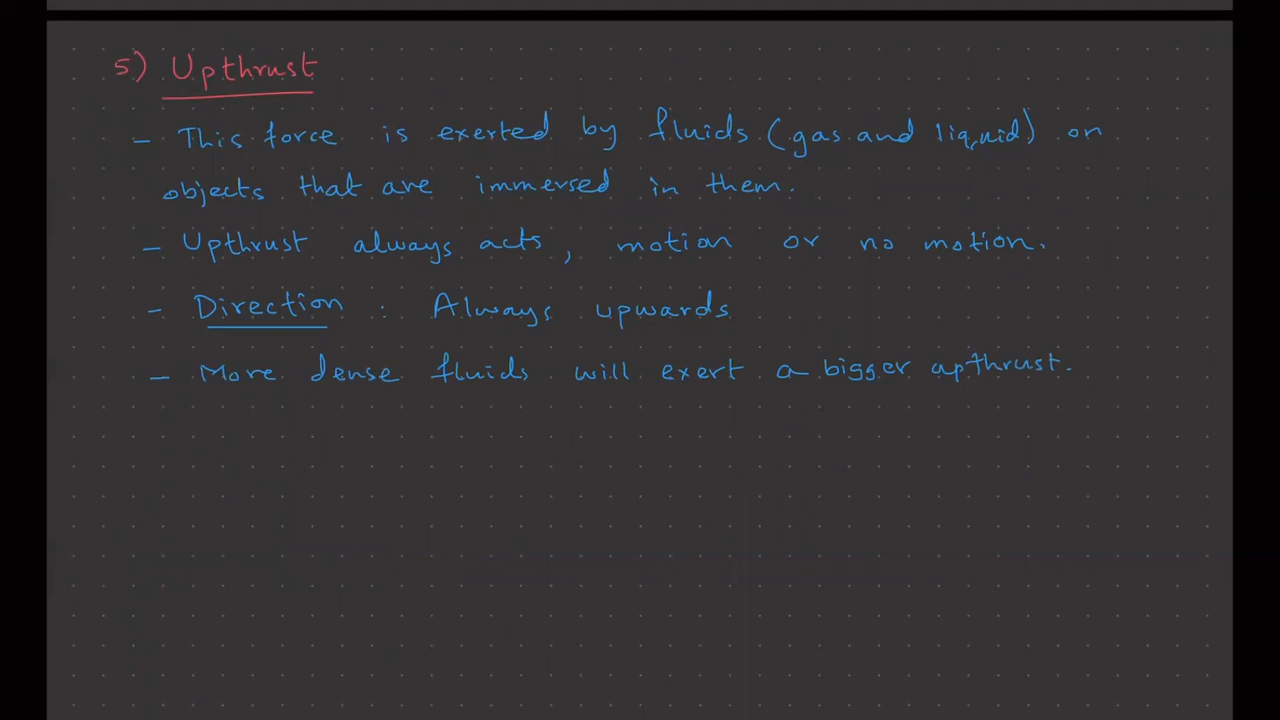 5) Upthrust
- This force is exerted by fluids (gas and liquid) on
objects that are immersed in them.
- Upthrust always acts, motion or no motion.
- Direction : Always upwards
- More dense fluids will exert a bigger upthrust.